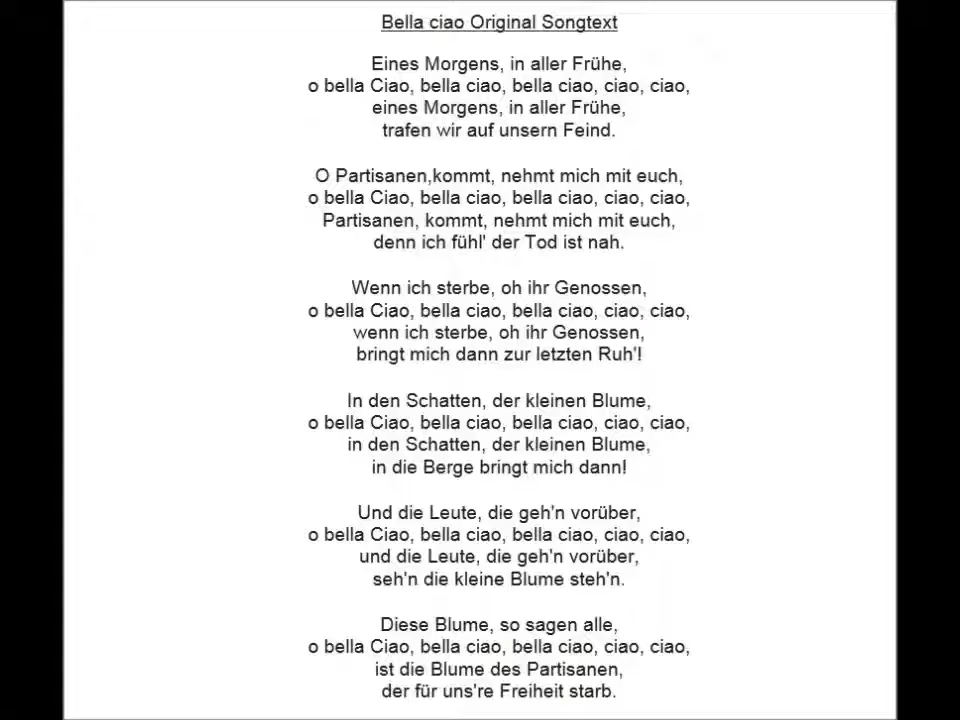 Bella ciao Original Songtext
Eines Morgens, in aller Frühe,
o bella Ciao, bella ciao, bella ciao, ciao, ciao,
eines Morgens, in aller Frühe,
trafen wir auf unsern Feind.
O Partisanen,kommt, nehmt mich mit euch,
o bella Ciao, bella ciao, bella ciao, ciao, ciao,
Partisanen, kommt, nehmt mich mit euch,
denn ich fühl' der Tod ist nah.
Wenn ich sterbe, oh ihr Genossen,
o bella Ciao, bella ciao, bella ciao, ciao, ciao,
wenn ich sterbe, oh ihr Genossen,
bringt mich dann zur letzten Ruh'!
In den Schatten, der kleinen Blume,
o bella Ciao, bella ciao, bella ciao, ciao, ciao,
in den Schatten, der kleinen Blume,
in die Berge bringt mich dann!
Und die Leute, die geh'n vorüber,
o bella Ciao, bella ciao, bella ciao, ciao, ciao,
und die Leute, die geh'n vorüber,
seh'n die kleine Blume steh'n.
Diese Blume, so sagen alle,
o bella Ciao, bella ciao, bella ciao, ciao, ciao,
ist die Blume des Partisanen,
der für uns're Freiheit starb.